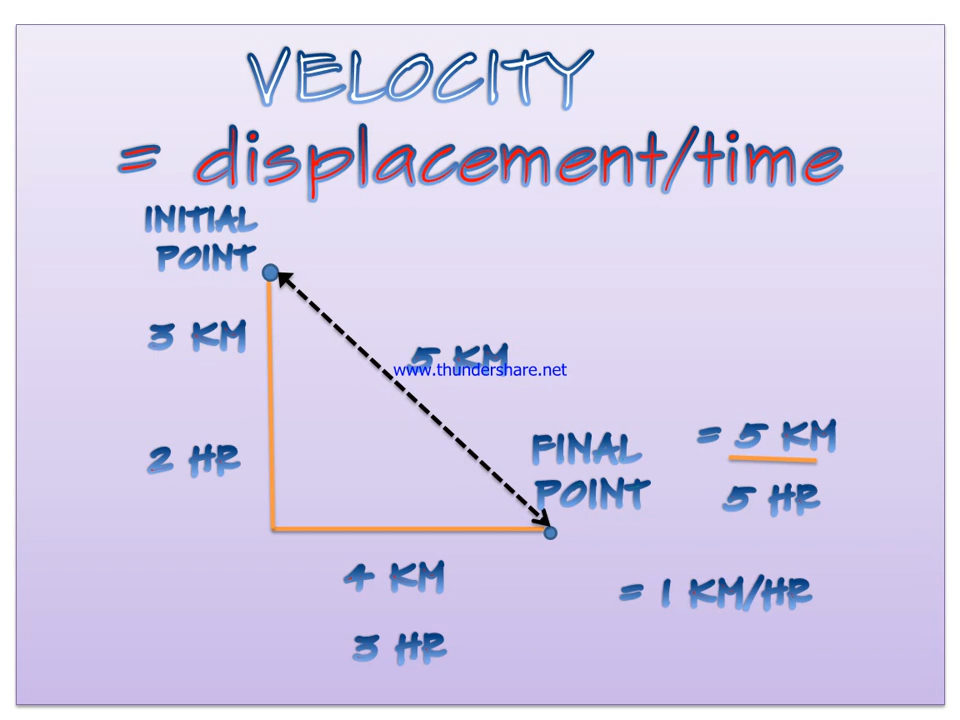 VELOCITY
= displacement/time
INITIAL
POINT
3 KM
5 KM
www.thundershare.net
2 HR
FINAL
POINT
= 5 KM
5 HR
4 KM
3 HR
= 1 KM/HR